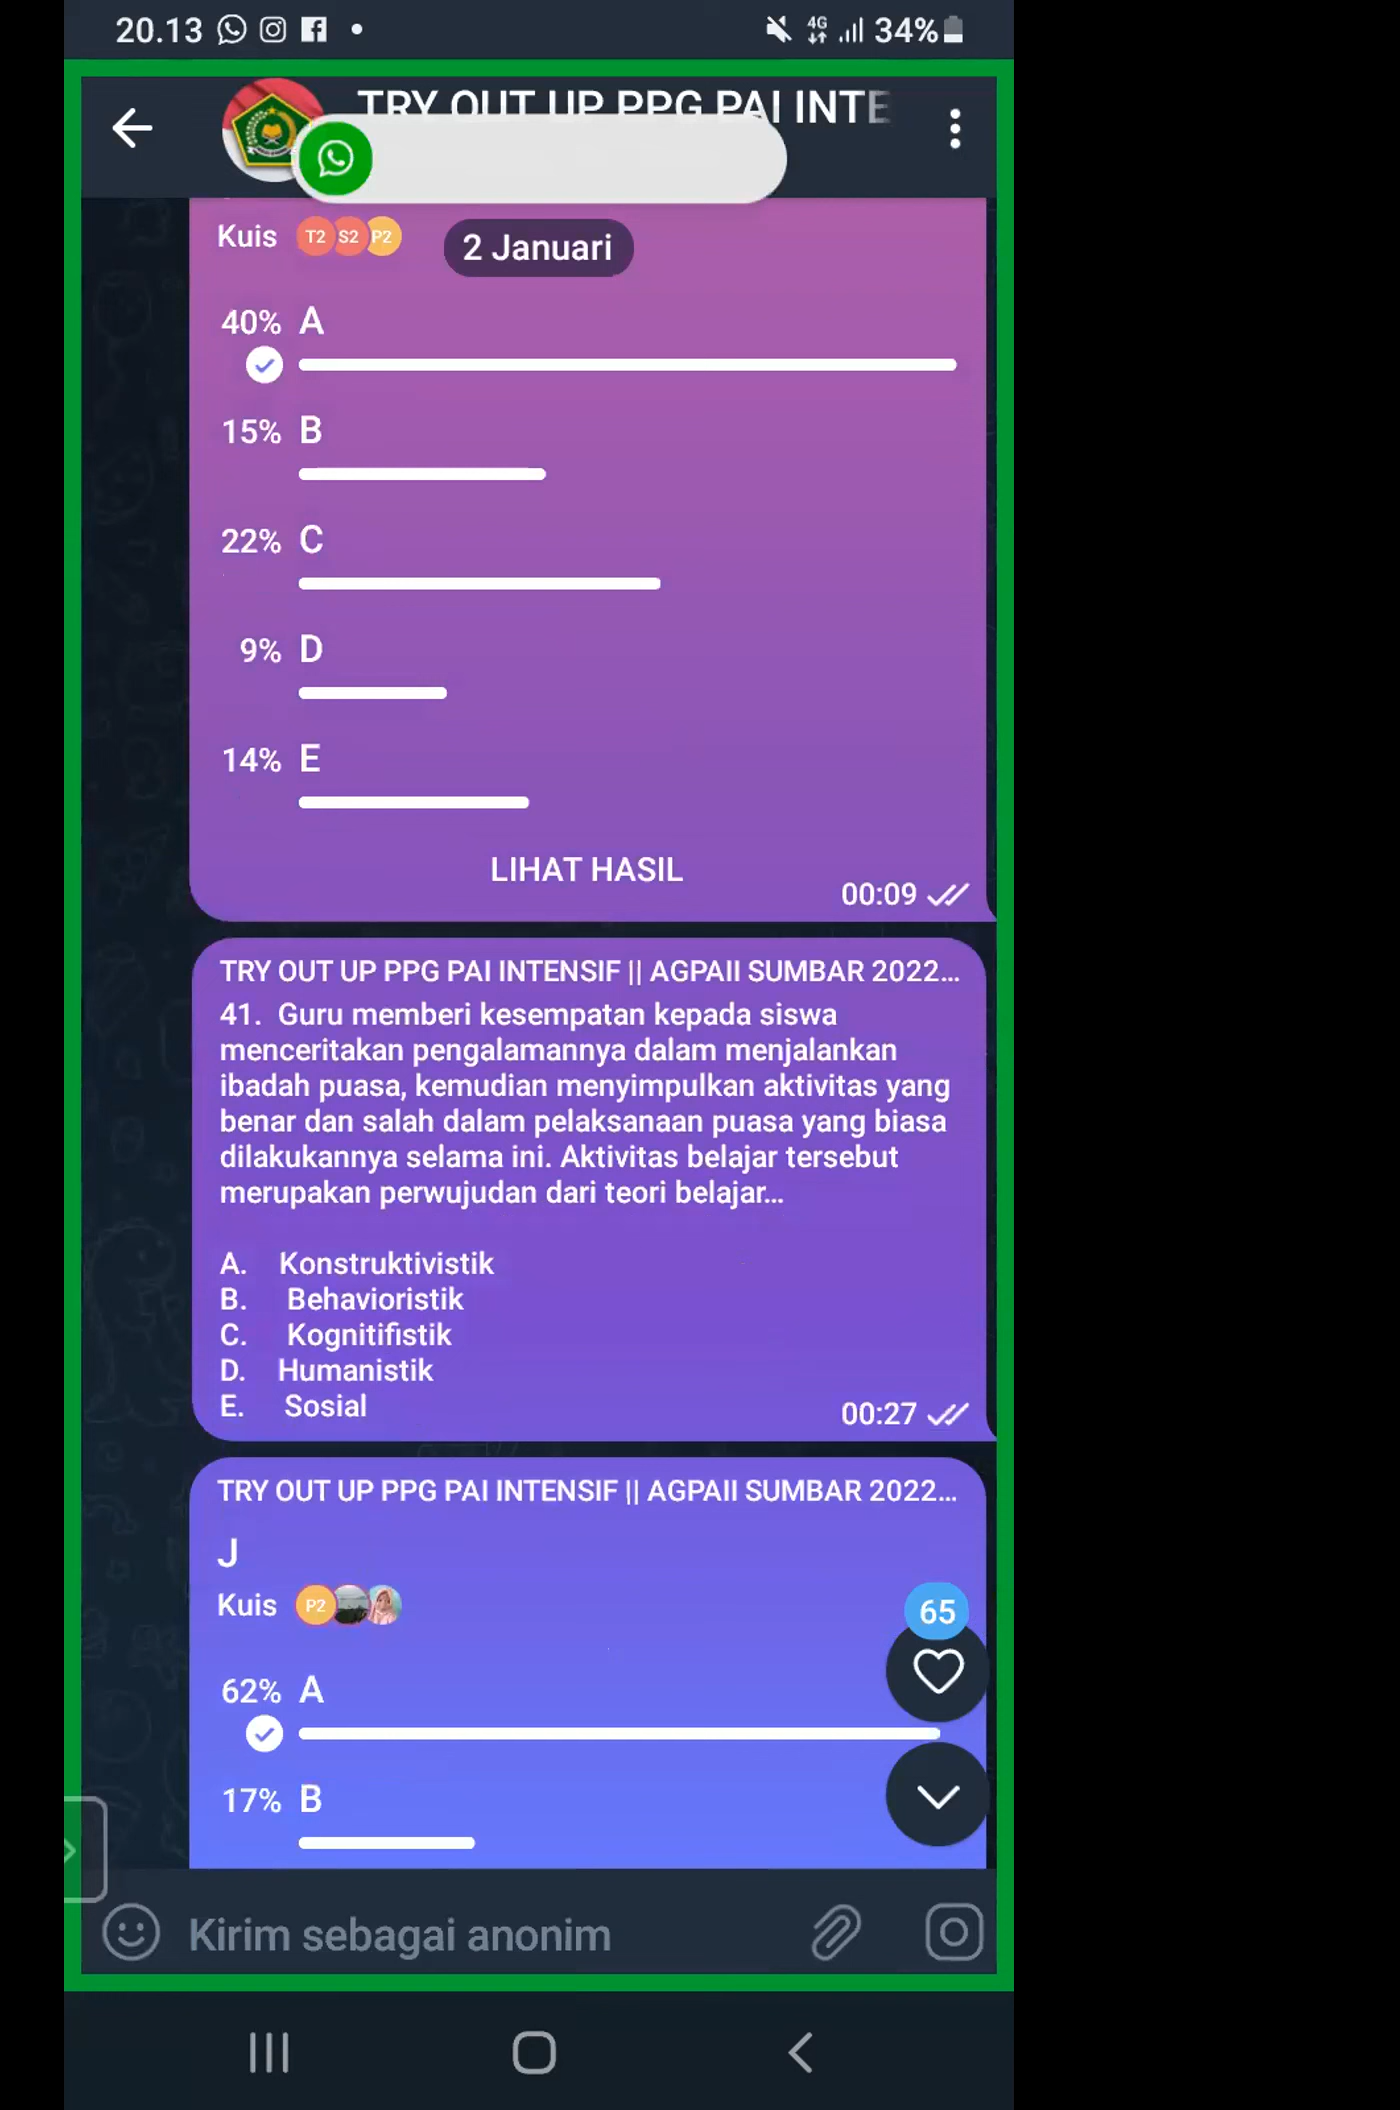 20.13
4G
34%
TRY OUT UP PPG PAI INTE
Kuis T2 S2 P2
2 Januari
40% A
15% B
22% C
9% D
14% E
LIHAT HASIL
00:09
TRY OUT UP PPG PAI INTENSIF || AGPAII SUMBAR 2022...
41. Guru memberi kesempatan kepada siswa
menceritakan pengalamannya dalam menjalankan
ibadah puasa, kemudian menyimpulkan aktivitas yang
benar dan salah dalam pelaksanaan puasa yang biasa
dilakukannya selama ini. Aktivitas belajar tersebut
merupakan perwujudan dari teori belajar...
A. Konstruktivistik
B. Behavioristik
C. Kognitifistik
D. Humanistik
E. Sosial
00:27
TRY OUT UP PPG PAI INTENSIF || AGPAII SUMBAR 2022...
J
Kuis P2
65
62% A
17% B
Kirim sebagai anonim